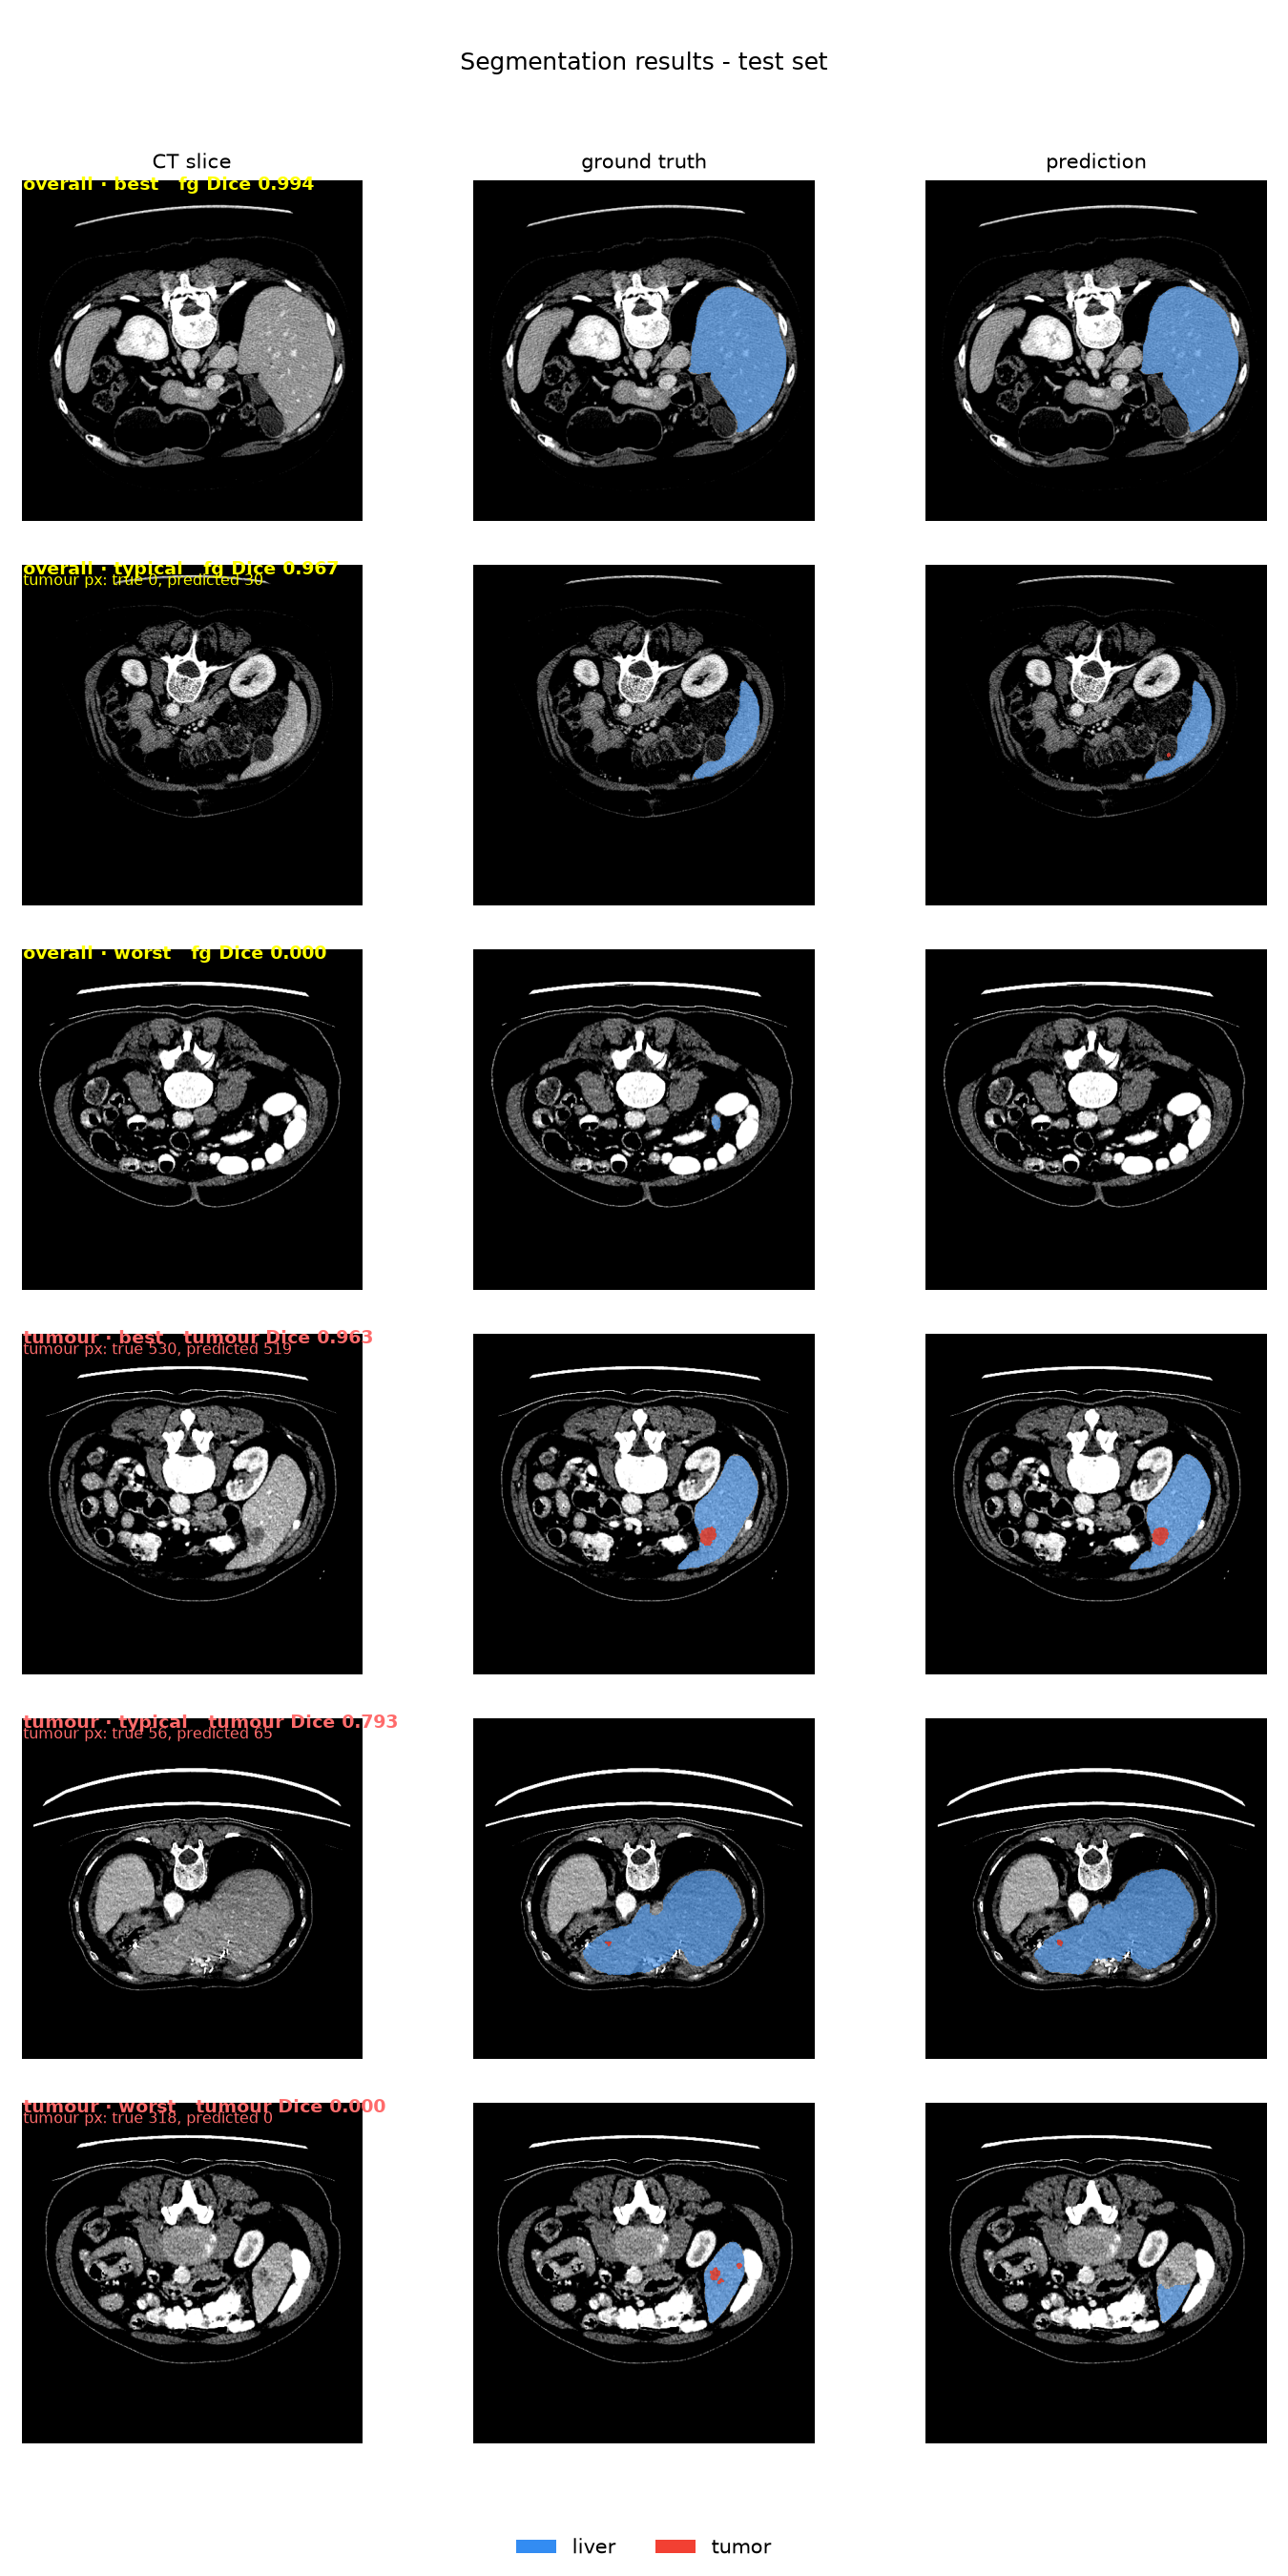 Segmentation results - test set
CT slice
ground truth
prediction
overall · best   fg Dice 0.994
overall · typical   fg Dice 0.967
tumour px: true 0, predicted 30
overall · worst   fg Dice 0.000
tumour · best   tumour Dice 0.963
tumour px: true 530, predicted 519
tumour · typical   tumour Dice 0.793
tumour px: true 56, predicted 65
tumour · worst   tumour Dice 0.000
tumour px: true 318, predicted 0
liver
tumor